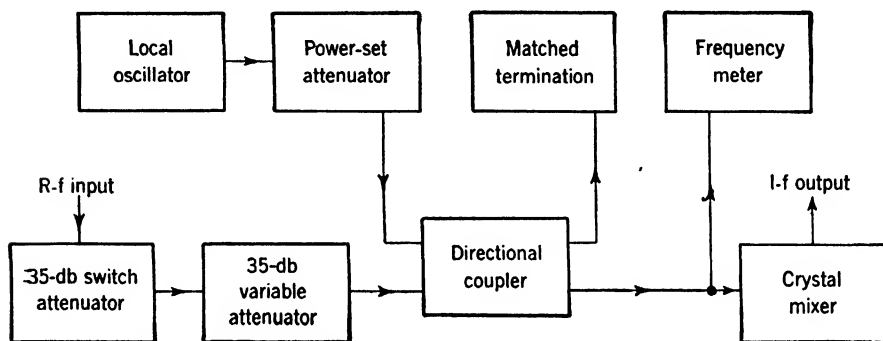 Local
oscillator
Power-set
attenuator
Matched
termination
Frequency
meter
R-f input
I-f output
35-db switch
attenuator
35-db
variable
attenuator
Directional
coupler
Crystal
mixer